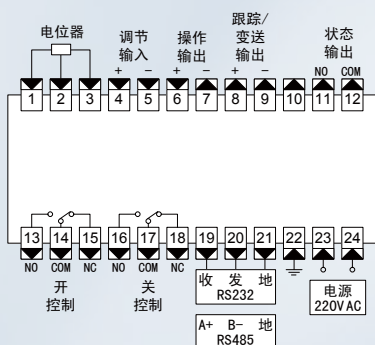 电位器
调节
输入
操作
输出
跟踪/
变送
输出
状态
输出
+ − + − + − NO COM
1 2 3 4 5 6 7 8 9 10 11 12
13 14 15 16 17 18 19 20 21 22 23 24
NO COM NC NO COM NC
开
控制
关
控制
收 发 地
RS232
A+ B- 地
RS485
电源
220V AC